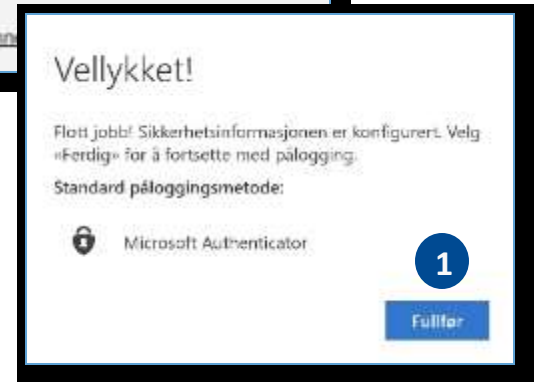 Vellykket!
Flott jobb! Sikkerhetsinformasjonen er konfigurert. Velg
«Ferdig» for å fortsette med pålogging.
Standard påloggingsmetode:
Microsoft Authenticator
1
Fullfør